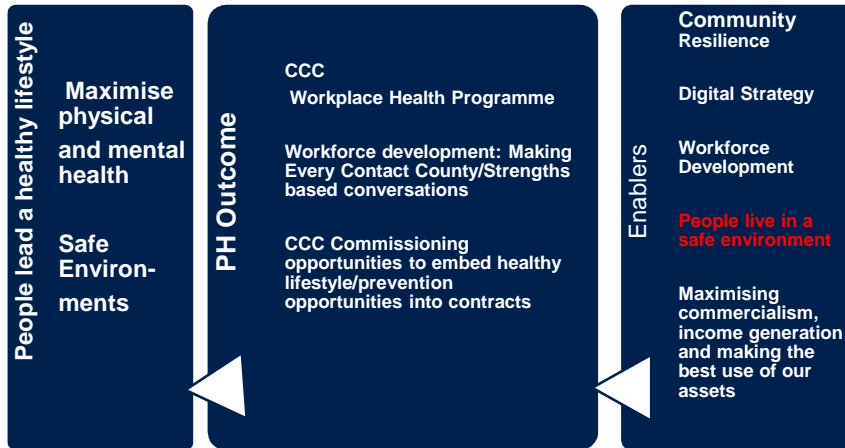 People lead a healthy lifestyle
Maximise
physical
and mental
health
Safe
Environ-
ments
PH Outcome
CCC
Workplace Health Programme
Workforce development: Making
Every Contact County/Strengths
based conversations
CCC Commissioning
opportunities to embed healthy
lifestyle/prevention
opportunities into contracts
Enablers
Community
Resilience
Digital Strategy
Workforce
Development
People live in a
safe environment
Maximising
commercialism,
income generation
and making the
best use of our
assets